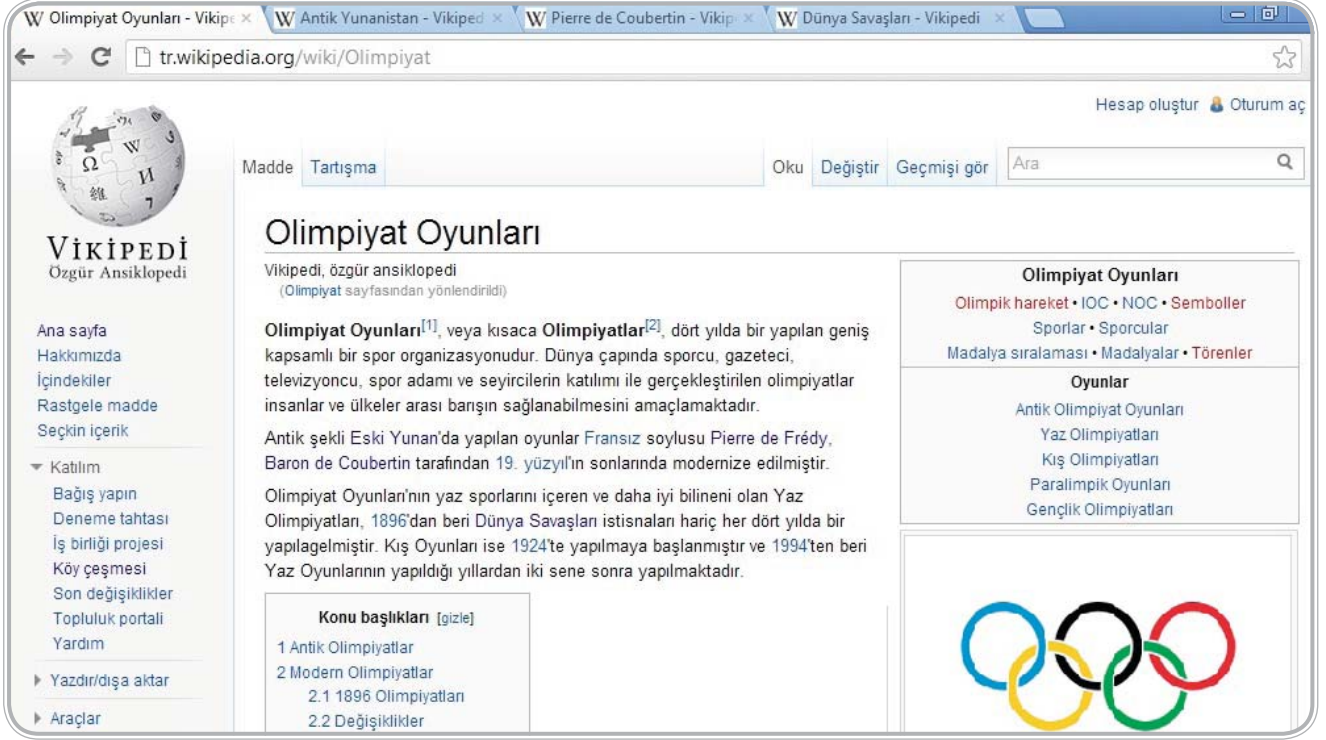 Olimpiyat Oyunları - Vikipe
Antik Yunanistan - Vikiped
Pierre de Coubertin - Vikip
Dünya Savaşları - Vikipedi
tr.wikipedia.org/wiki/Olimpiyat
Hesap oluştur Oturum aç
Madde Tartışma Oku Değiştir Geçmişi gör Ara
VİKİPEDİ
Özgür Ansiklopedi
Ana sayfa
Hakkımızda
İçindekiler
Rastgele madde
Seçkin içerik
Katılım
Bağış yapın
Deneme tahtası
İş birliği projesi
Köy çeşmesi
Son değişiklikler
Topluluk portali
Yardım
Yazdır/dışa aktar
Araçlar
Olimpiyat Oyunları
Vikipedi, özgür ansiklopedi
(Olimpiyat sayfasından yönlendirildi)
Olimpiyat Oyunları[1], veya kısaca Olimpiyatlar[2], dört yılda bir yapılan geniş
kapsamlı bir spor organizasyonudur. Dünya çapında sporcu, gazeteci,
televizyoncu, spor adamı ve seyircilerin katılımı ile gerçekleştirilen olimpiyatlar
insanlar ve ülkeler arası barışın sağlanabilmesini amaçlamaktadır.
Antik şekli Eski Yunan'da yapılan oyunlar Fransız soylusu Pierre de Frédy,
Baron de Coubertin tarafından 19. yüzyıl'ın sonlarında modernize edilmiştir.
Olimpiyat Oyunları'nın yaz sporlarını içeren ve daha iyi bilineni olan Yaz
Olimpiyatları, 1896'dan beri Dünya Savaşları istisnaları hariç her dört yılda bir
yapılagelmiştir. Kış Oyunları ise 1924'te yapılmaya başlanmıştır ve 1994'ten beri
Yaz Oyunlarının yapıldığı yıllardan iki sene sonra yapılmaktadır.
Konu başlıkları [gizle]
1 Antik Olimpiyatlar
2 Modern Olimpiyatlar
2.1 1896 Olimpiyatları
2.2 Değişiklikler
Olimpiyat Oyunları
Olimpik hareket • IOC • NOC • Semboller
Sporlar • Sporcular
Madalya sıralaması • Madalyalar • Törenler
Oyunlar
Antik Olimpiyat Oyunları
Yaz Olimpiyatları
Kış Olimpiyatları
Paralimpik Oyunları
Gençlik Olimpiyatları